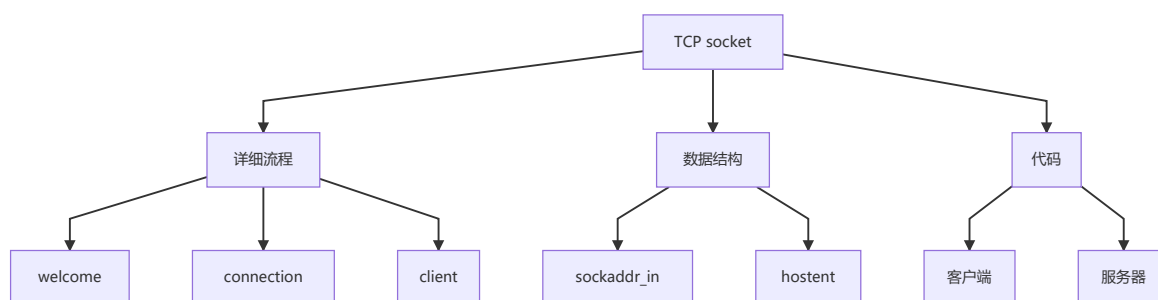 TCP socket
详细流程
数据结构
代码
welcome
connection
client
sockaddr_in
hostent
客户端
服务器